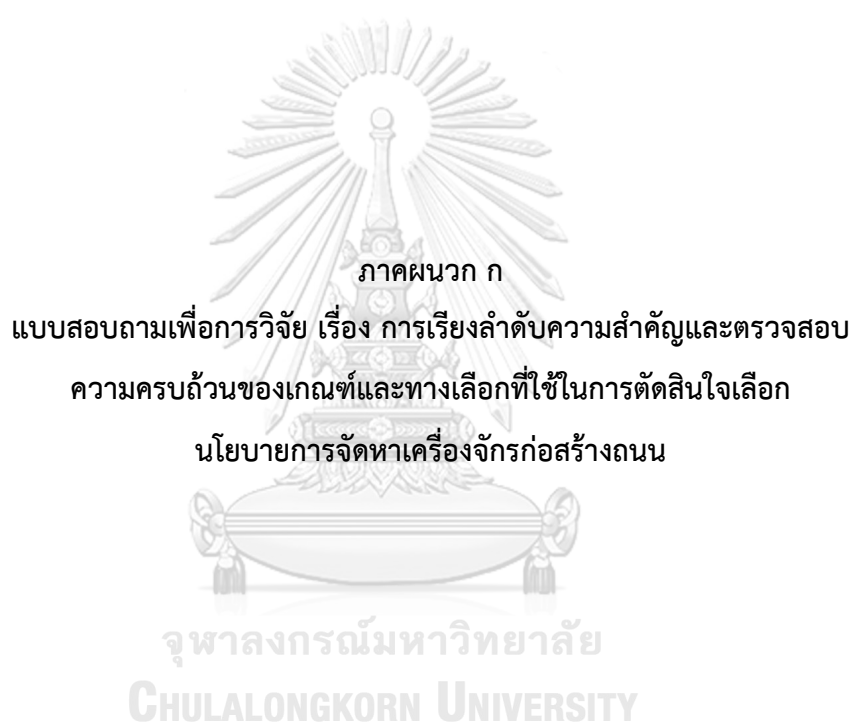 ภาคผนวก ก
แบบสอบถามเพื่อการวิจัย เรื่อง การเรียงลำดับความสำคัญและตรวจสอบ
ความครบถ้วนของเกณฑ์และทางเลือกที่ใช้ในการตัดสินใจเลือก
นโยบายการจัดหาเครื่องจักรก่อสร้างถนน
จุฬาลงกรณ์มหาวิทยาลัย
CHULALONGKORN UNIVERSITY